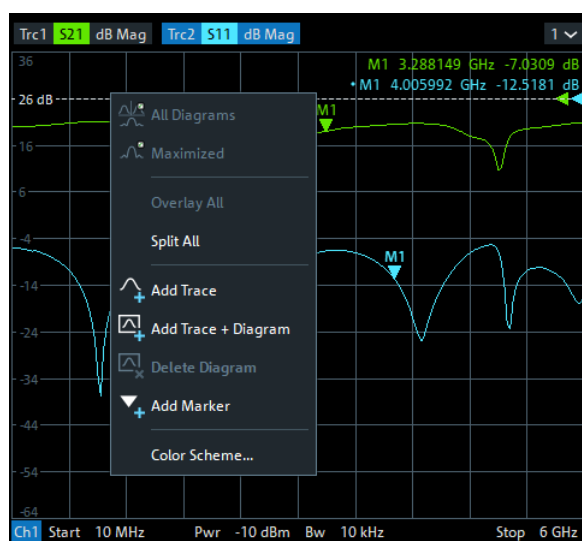 Trc1 S21 dB Mag Trc2 S11 dB Mag 1
36 M1 3.288149 GHz -7.0309 dB
•M1 4.005992 GHz -12.5181 dB
26 dB
All Diagrams
M1
16
Maximized
6
Overlay All
-4
Split All
M1
-14
Add Trace
-24
Add Trace + Diagram
Delete Diagram
-34
Add Marker
-44
Color Scheme...
-54
-64
Ch1 Start 10 MHz Pwr -10 dBm Bw 10 kHz Stop 6 GHz